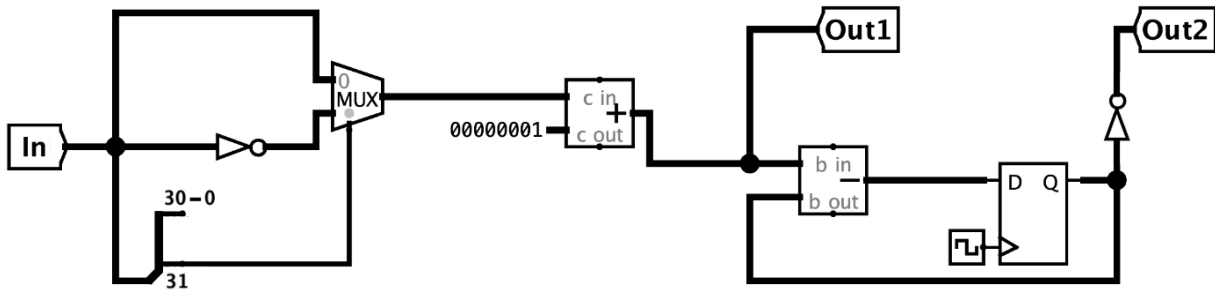 Out1
Out2
0
MUX
c in
+
00000001
c out
In
b in
−
b out
D Q
30-0
31